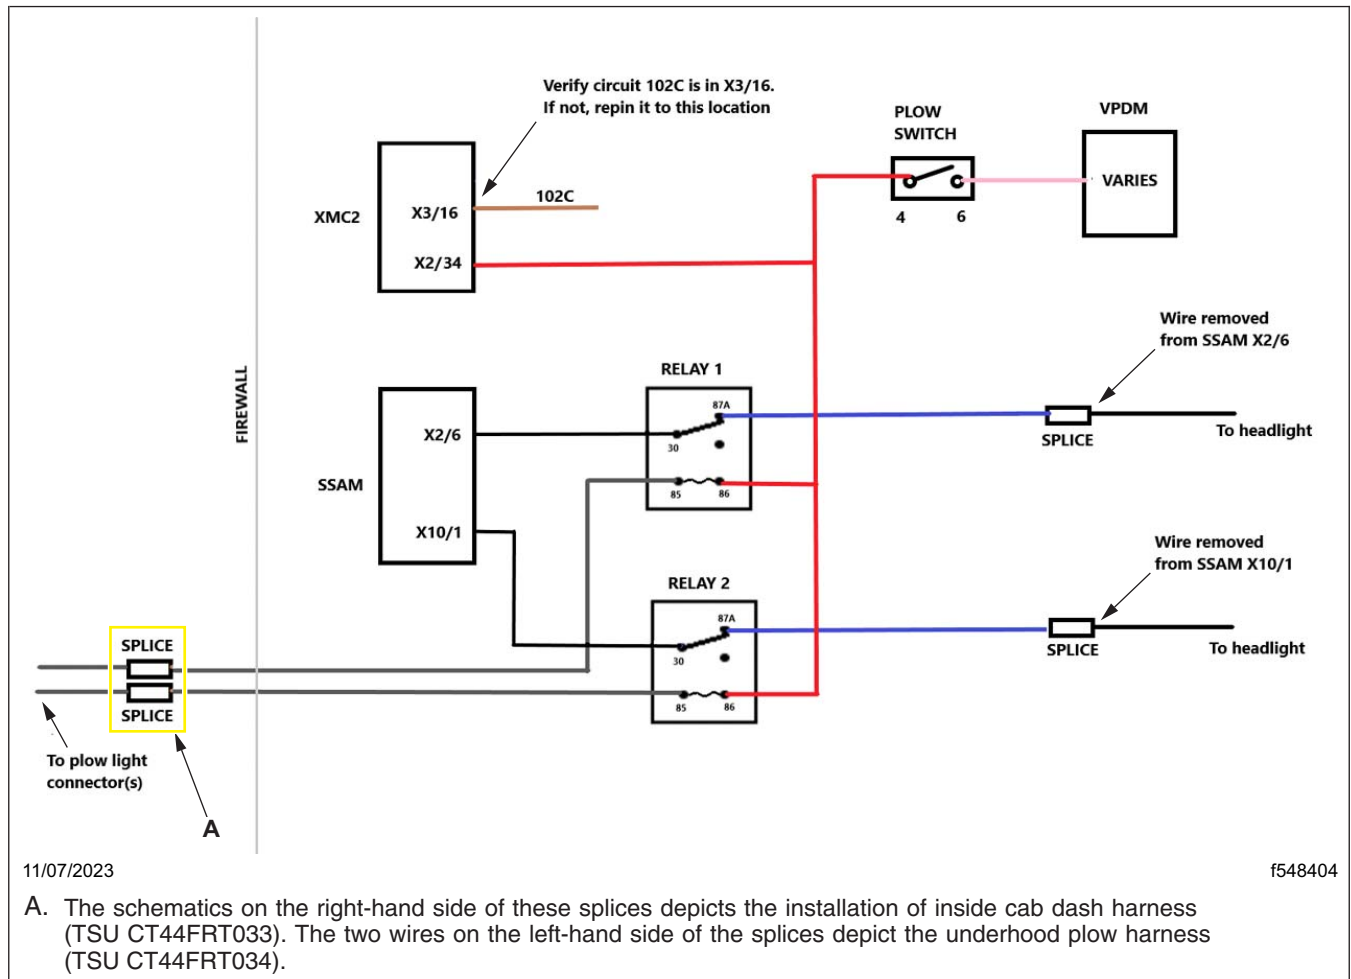 Verify circuit 102C is in X3/16.
If not, repin it to this location
PLOW
SWITCH
VPDM
VARIES
4
6
XMC2
X3/16
102C
X2/34
Wire removed
from SSAM X2/6
FIREWALL
RELAY 1
87A
30
85
86
SPLICE
To headlight
SSAM
X2/6
X10/1
Wire removed
from SSAM X10/1
RELAY 2
87A
30
85
86
SPLICE
To headlight
SPLICE
SPLICE
To plow light
connector(s)
A
11/07/2023
f548404
A. The schematics on the right-hand side of these splices depicts the installation of inside cab dash harness
(TSU CT44FRT033). The two wires on the left-hand side of the splices depict the underhood plow harness
(TSU CT44FRT034).